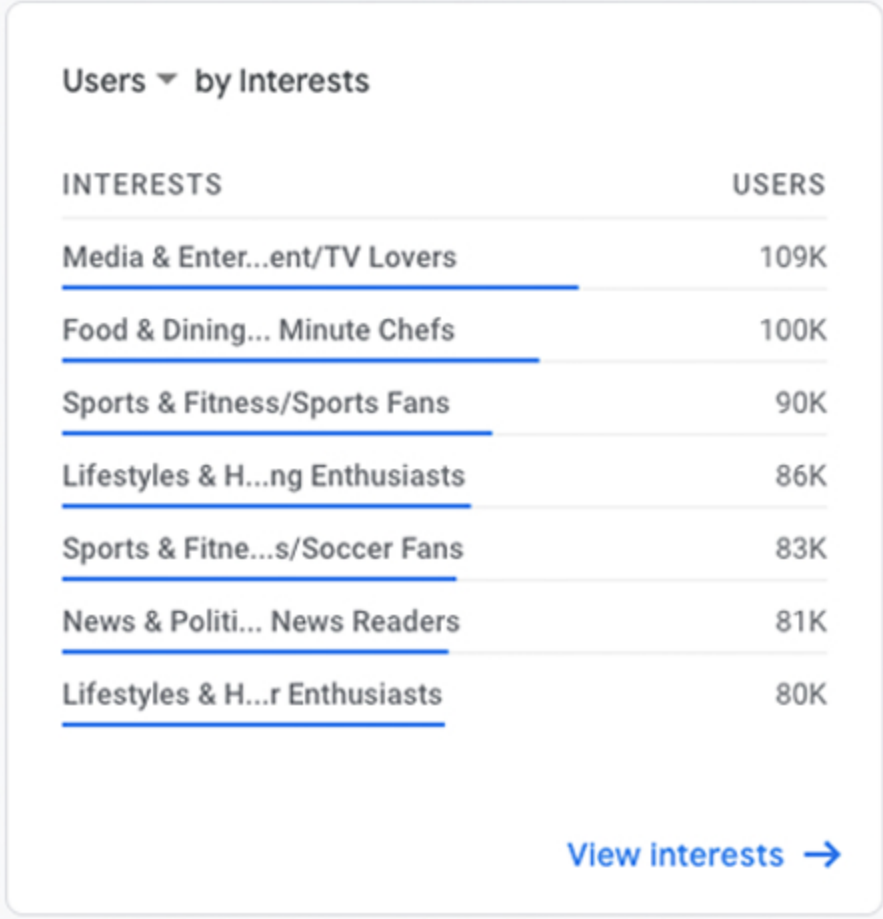 Users by Interests
INTERESTS USERS
Media & Enter...ent/TV Lovers 109K
Food & Dining... Minute Chefs 100K
Sports & Fitness/Sports Fans 90K
Lifestyles & H...ng Enthusiasts 86K
Sports & Fitne...s/Soccer Fans 83K
News & Politi... News Readers 81K
Lifestyles & H...r Enthusiasts 80K
View interests